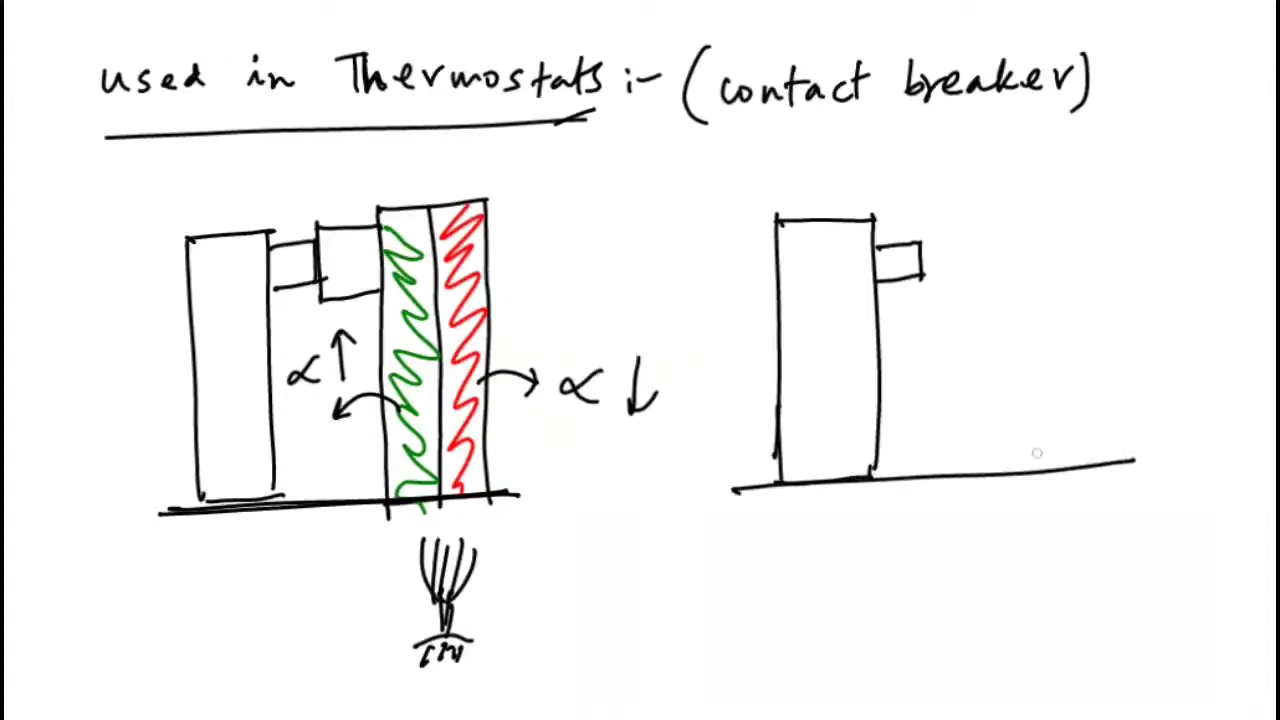 used in Thermostats :- (contact breaker)
α ↑
α ↓